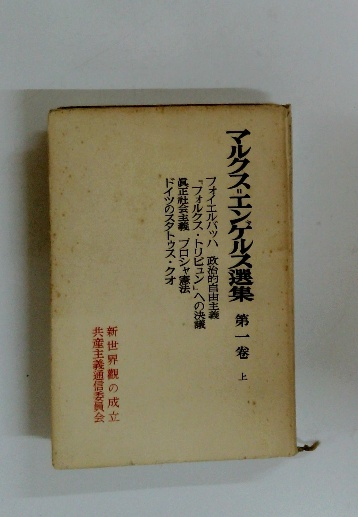 マルクス=エンゲルス選集 第一巻 上
フォイエルバッハ 政治的自由主義
『フォルクス・トリビュン』への決議
眞正社会主義 プロシャ憲法
ドイツのスタトゥス・クオ
新世界觀の成立
共産主義通信委員会